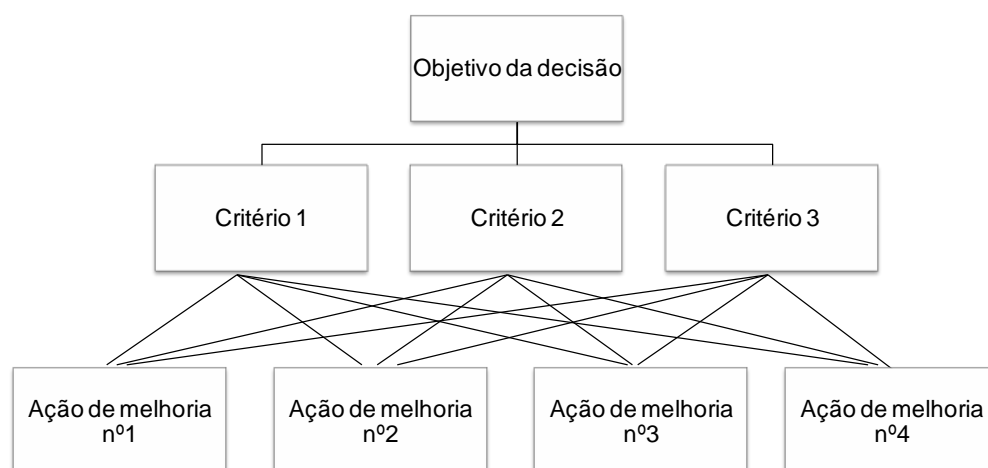 Objetivo da decisão
Critério 1
Critério 2
Critério 3
Ação de melhoria
nº1
Ação de melhoria
nº2
Ação de melhoria
nº3
Ação de melhoria
nº4